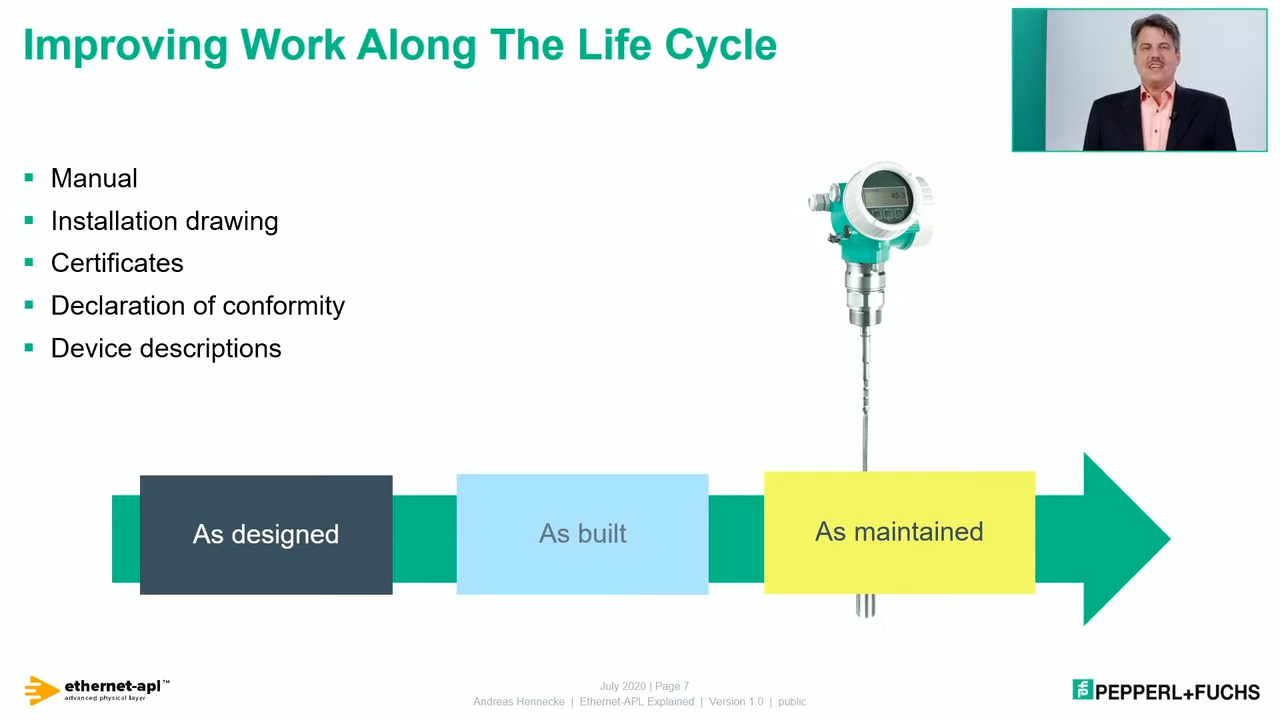 Improving Work Along The Life Cycle
Manual
Installation drawing
Certificates
Declaration of conformity
Device descriptions
As designed
As built
As maintained
ethernet-apl™
advanced physical layer
July 2020 | Page 7
Andreas Hennecke | Ethernet-APL Explained | Version 1.0 | public
PEPPERL+FUCHS